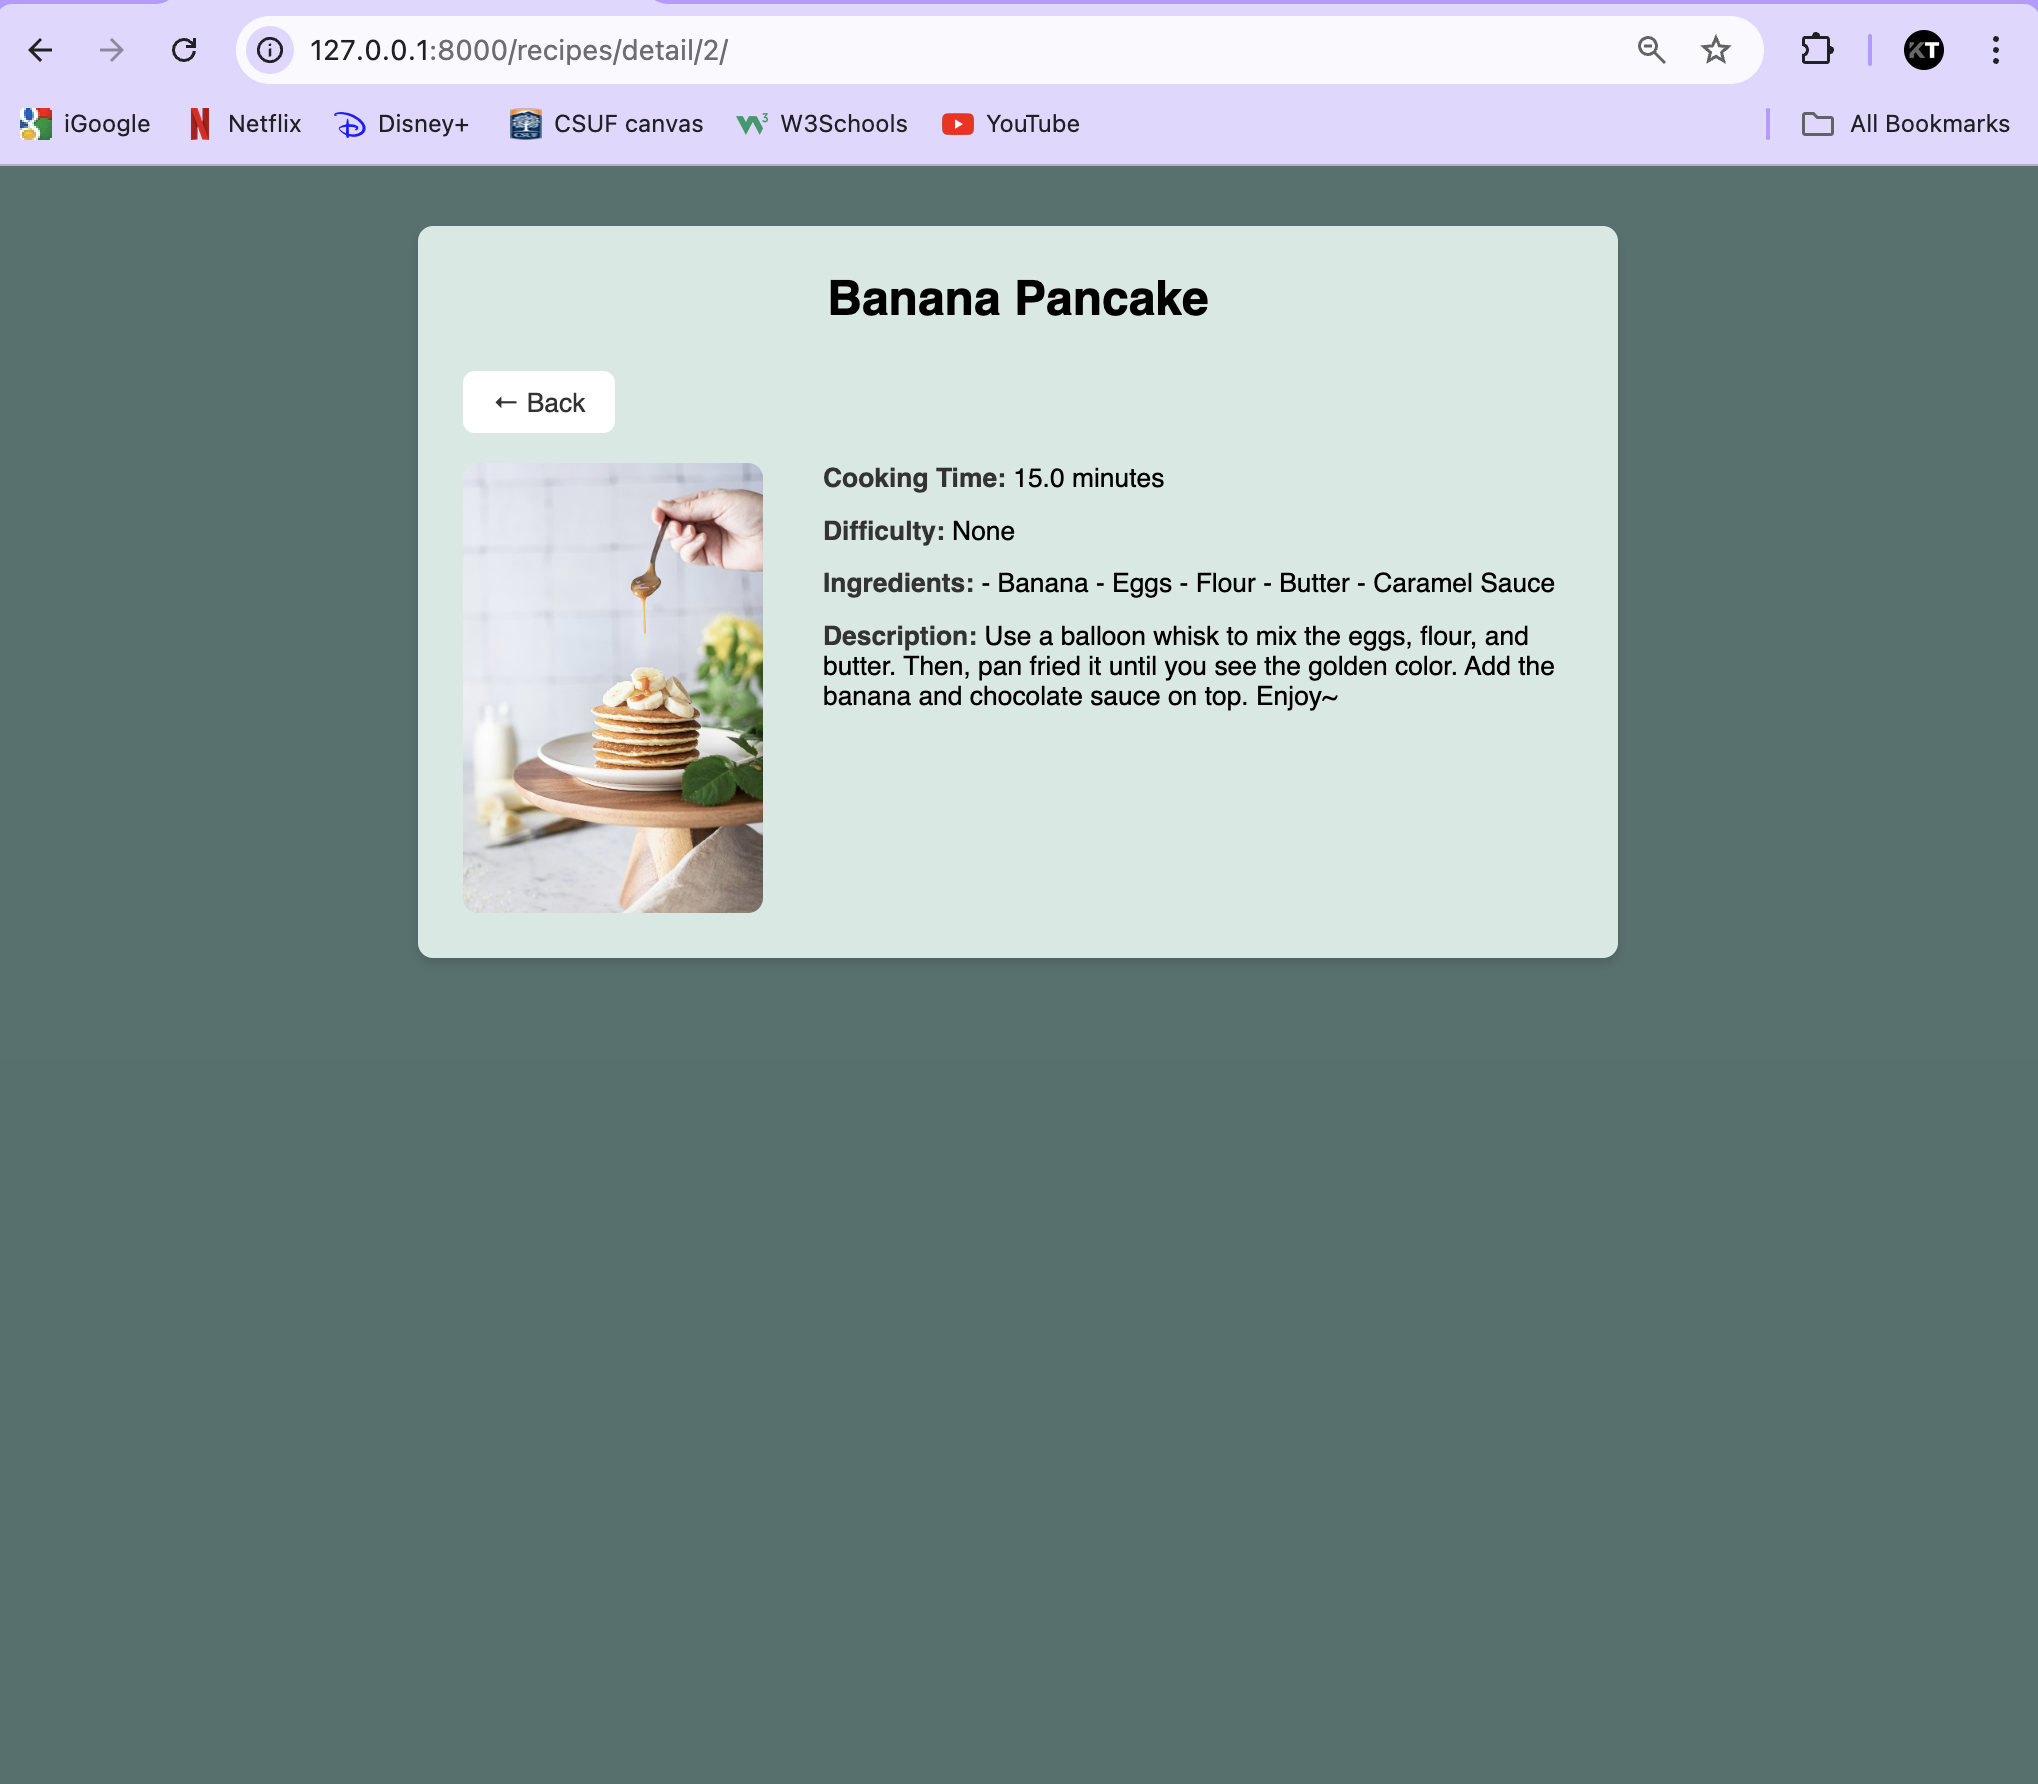 127.0.0.1:8000/recipes/detail/2/
KT
iGoogle Netflix Disney+ CSUF canvas W3Schools YouTube All Bookmarks
Banana Pancake
← Back
Cooking Time: 15.0 minutes
Difficulty: None
Ingredients: - Banana - Eggs - Flour - Butter - Caramel Sauce
Description: Use a balloon whisk to mix the eggs, flour, and
butter. Then, pan fried it until you see the golden color. Add the
banana and chocolate sauce on top. Enjoy~